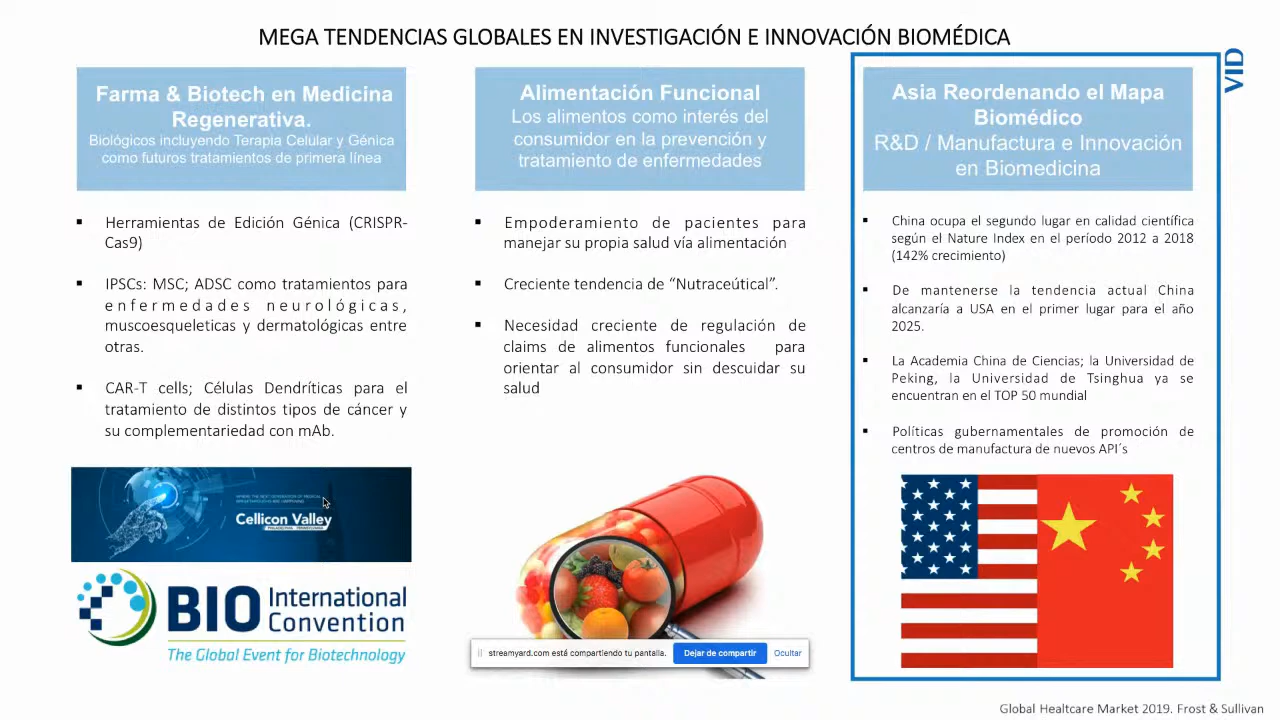 MEGA TENDENCIAS GLOBALES EN INVESTIGACIÓN E INNOVACIÓN BIOMÉDICA
VID
Farma & Biotech en Medicina
Regenerativa.
Biológicos incluyendo Terapia Celular y Génica
como futuros tratamientos de primera línea
▪ Herramientas de Edición Génica (CRISPR-
Cas9)
▪ IPSCs: MSC; ADSC como tratamientos para
enfermedades neurológicas,
muscoesqueleticas y dermatológicas entre
otras.
▪ CAR-T cells; Células Dendríticas para el
tratamiento de distintos tipos de cáncer y
su complementariedad con mAb.
Cellicon Valley
PHILADELPHIA PENNSYLVANIA
BIO International
Convention
The Global Event for Biotechnology
Alimentación Funcional
Los alimentos como interés del
consumidor en la prevención y
tratamiento de enfermedades
▪ Empoderamiento de pacientes para
manejar su propia salud vía alimentación
▪ Creciente tendencia de “Nutraceútical”.
▪ Necesidad creciente de regulación de
claims de alimentos funcionales para
orientar al consumidor sin descuidar su
salud
streamyard.com está compartiendo tu pantalla. Dejar de compartir Ocultar
Asia Reordenando el Mapa
Biomédico
R&D / Manufactura e Innovación
en Biomedicina
▪ China ocupa el segundo lugar en calidad científica
según el Nature Index en el período 2012 a 2018
(142% crecimiento)
▪ De mantenerse la tendencia actual China
alcanzaría a USA en el primer lugar para el año
2025.
▪ La Academia China de Ciencias; la Universidad de
Peking, la Universidad de Tsinghua ya se
encuentran en el TOP 50 mundial
▪ Políticas gubernamentales de promoción de
centros de manufactura de nuevos API´s
Global Healtcare Market 2019. Frost & Sullivan